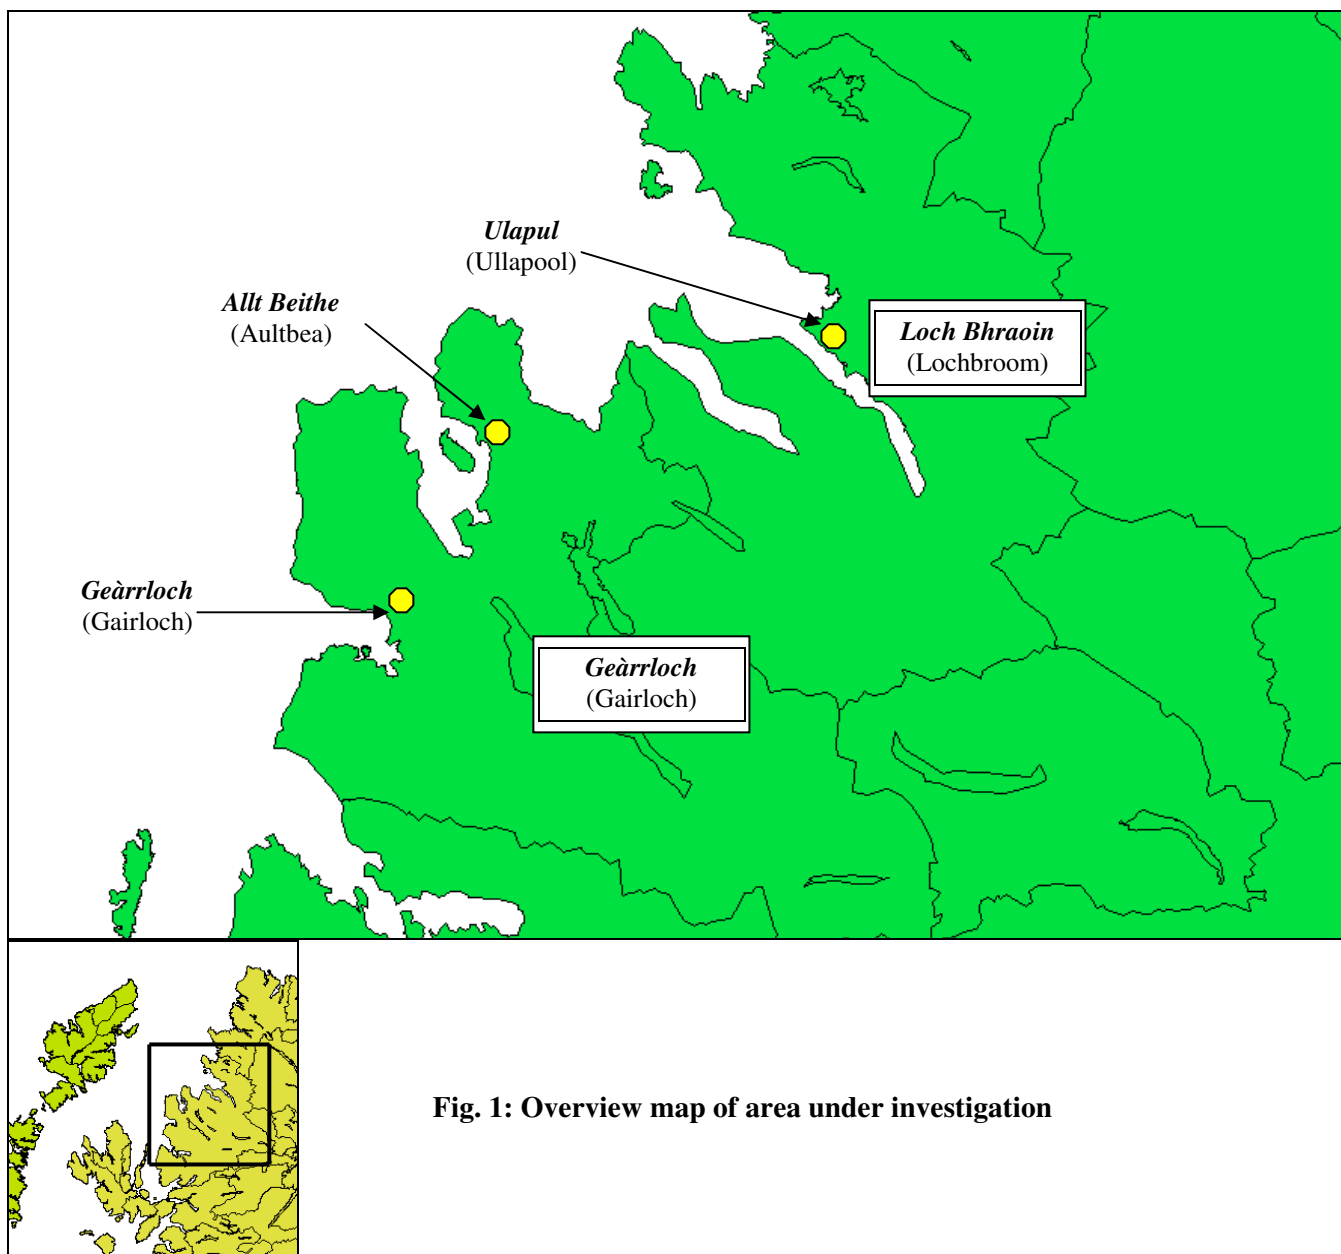 Ulapul
(Ullapool)
Allt Beithe
(Aultbea)
Loch Bhraoin
(Lochbroom)
Geàrrloch
(Gairloch)
Geàrrloch
(Gairloch)
Fig. 1: Overview map of area under investigation